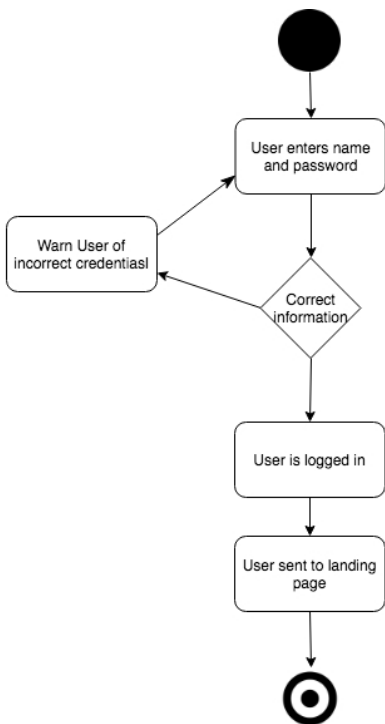 User enters name
and password
Warn User of
incorrect credentiasl
Correct
information
User is logged in
User sent to landing
page